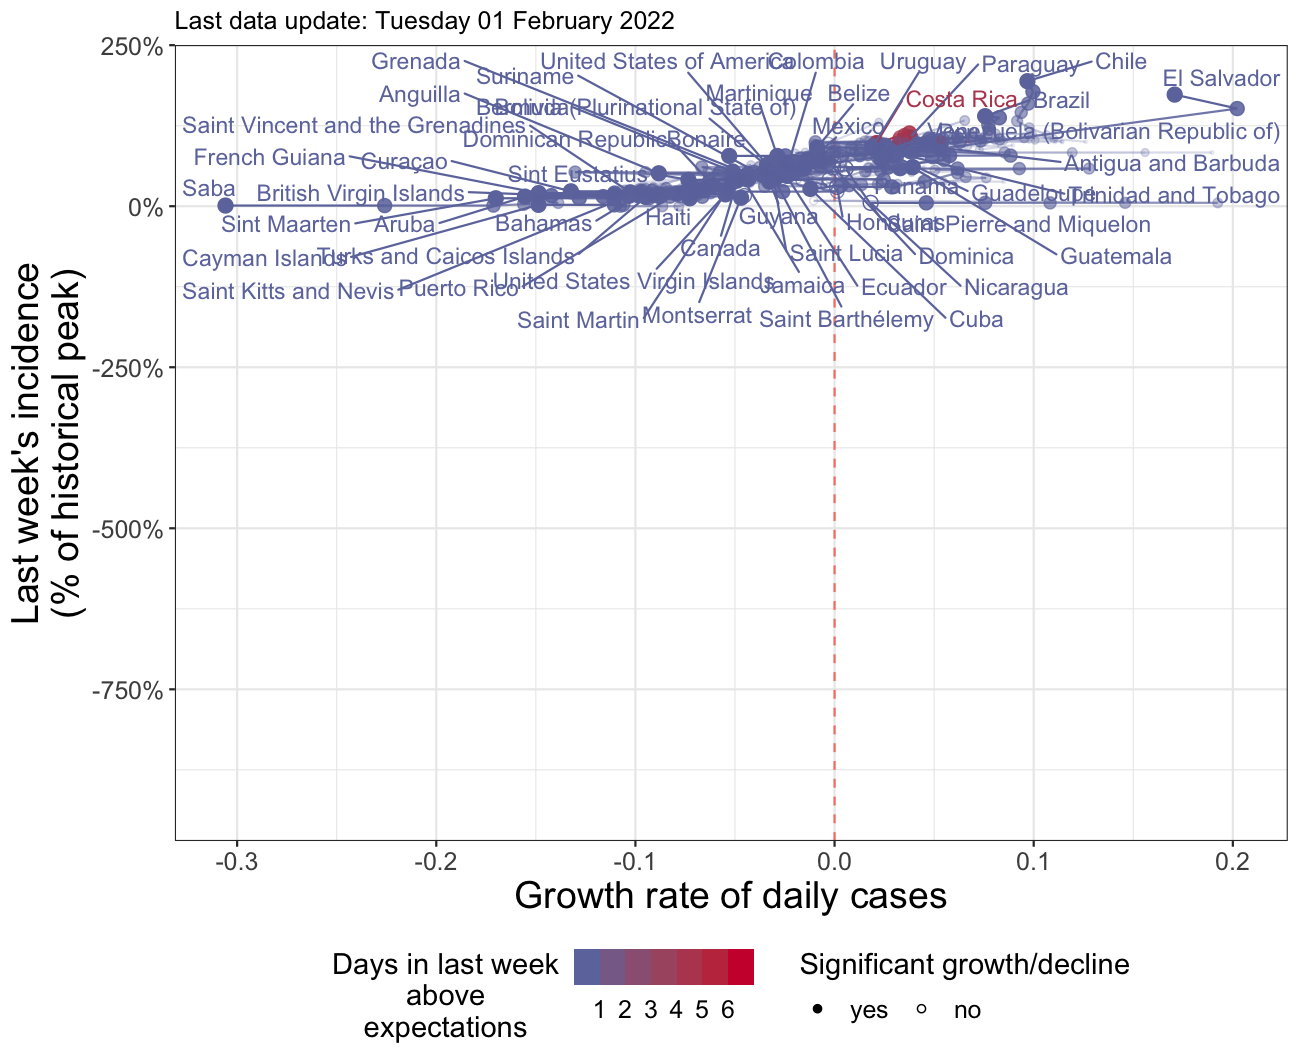 Last data update: Tuesday 01 February 2022
250%
0%
-250%
-500%
-750%
Last week's incidence
(% of historical peak)
Grenada
United States of America
Colombia
Uruguay
Paraguay
Chile
Suriname
El Salvador
Anguilla
Martinique
Belize
Costa Rica
Brazil
Bermuda
Bolivia (Plurinational State of)
Saint Vincent and the Grenadines
Mexico
Venezuela (Bolivarian Republic of)
Dominican Republic
Bonaire
French Guiana
Curaçao
Antigua and Barbuda
Sint Eustatius
Saba
British Virgin Islands
Panama
Guadeloupe
Trinidad and Tobago
Sint Maarten
Aruba
Bahamas
Haiti
Guyana
Honduras
Saint Pierre and Miquelon
Cayman Islands
Turks and Caicos Islands
Canada
Saint Lucia
Dominica
Guatemala
Saint Kitts and Nevis
Puerto Rico
United States Virgin Islands
Jamaica
Ecuador
Nicaragua
Saint Martin
Montserrat
Saint Barthélemy
Cuba
-0.3
-0.2
-0.1
0.0
0.1
0.2
Growth rate of daily cases
Days in last week
above
expectations
1 2 3 4 5 6
Significant growth/decline
yes
no